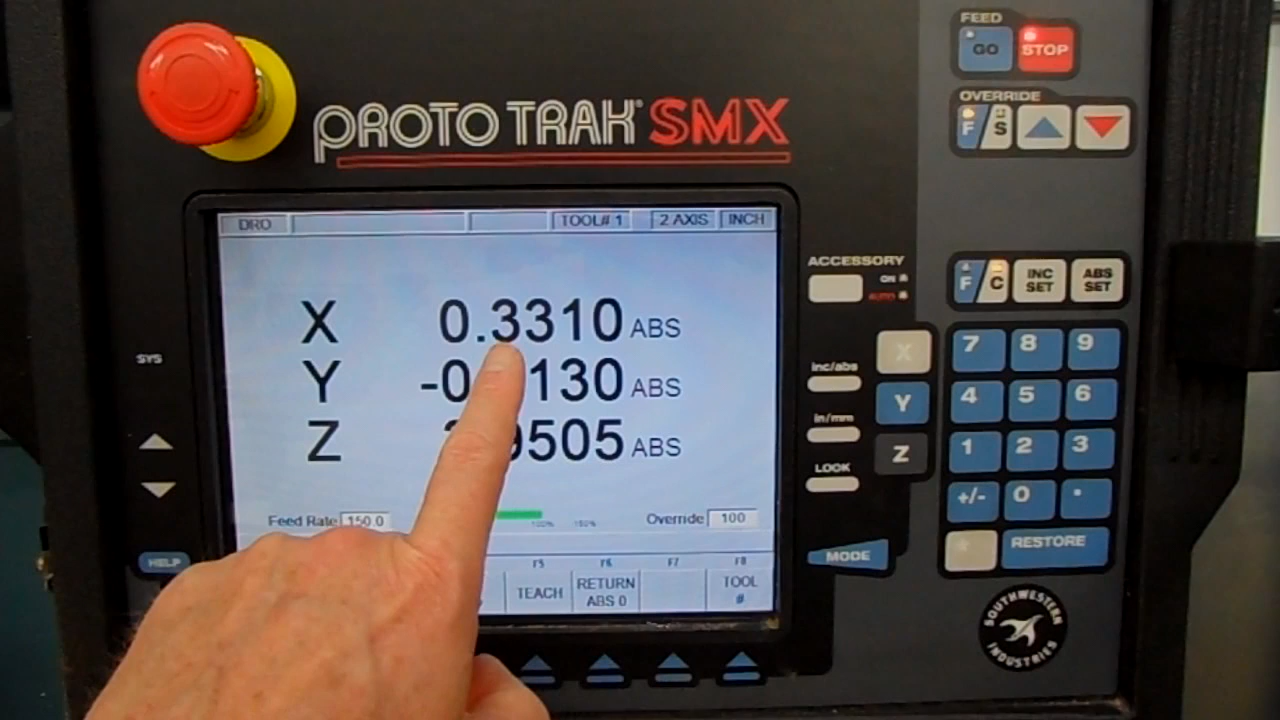 PROTO TRAK® SMX
FEED
GO STOP
OVERRIDE
F/S
DRO TOOL# 1 2 AXIS INCH
X 0.3310 ABS
Y -0. 130 ABS
Z 9505 ABS
Feed Rate 150.0 100% 150% Override 100
F5 F6 F7 F8
TEACH RETURN ABS 0 TOOL #
SYS
HELP
ACCESSORY
ON
AUTO
inc/abs
in/mm
LOOK
MODE
X
Y
Z
F/C INC SET ABS SET
7 8 9
4 5 6
1 2 3
+/- 0 .
RESTORE
SOUTHWESTERN INDUSTRIES